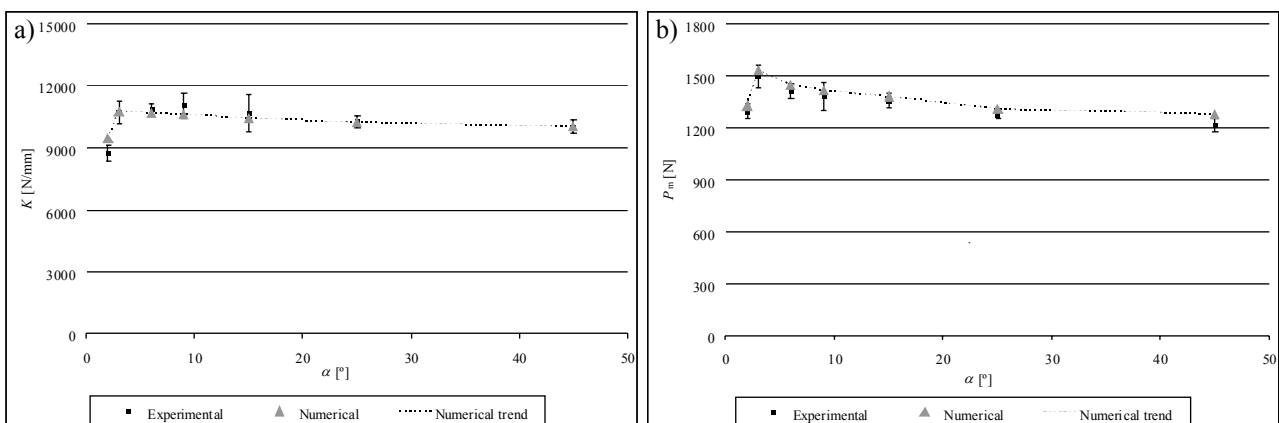 a)
15000
12000
9000
6000
3000
0
K [N/mm]
0 10 20 30 40 50
α [º]
Experimental Numerical Numerical trend
b)
1800
1500
1200
900
600
300
0
Pm [N]
0 10 20 30 40 50
α [º]
Experimental Numerical Numerical trend